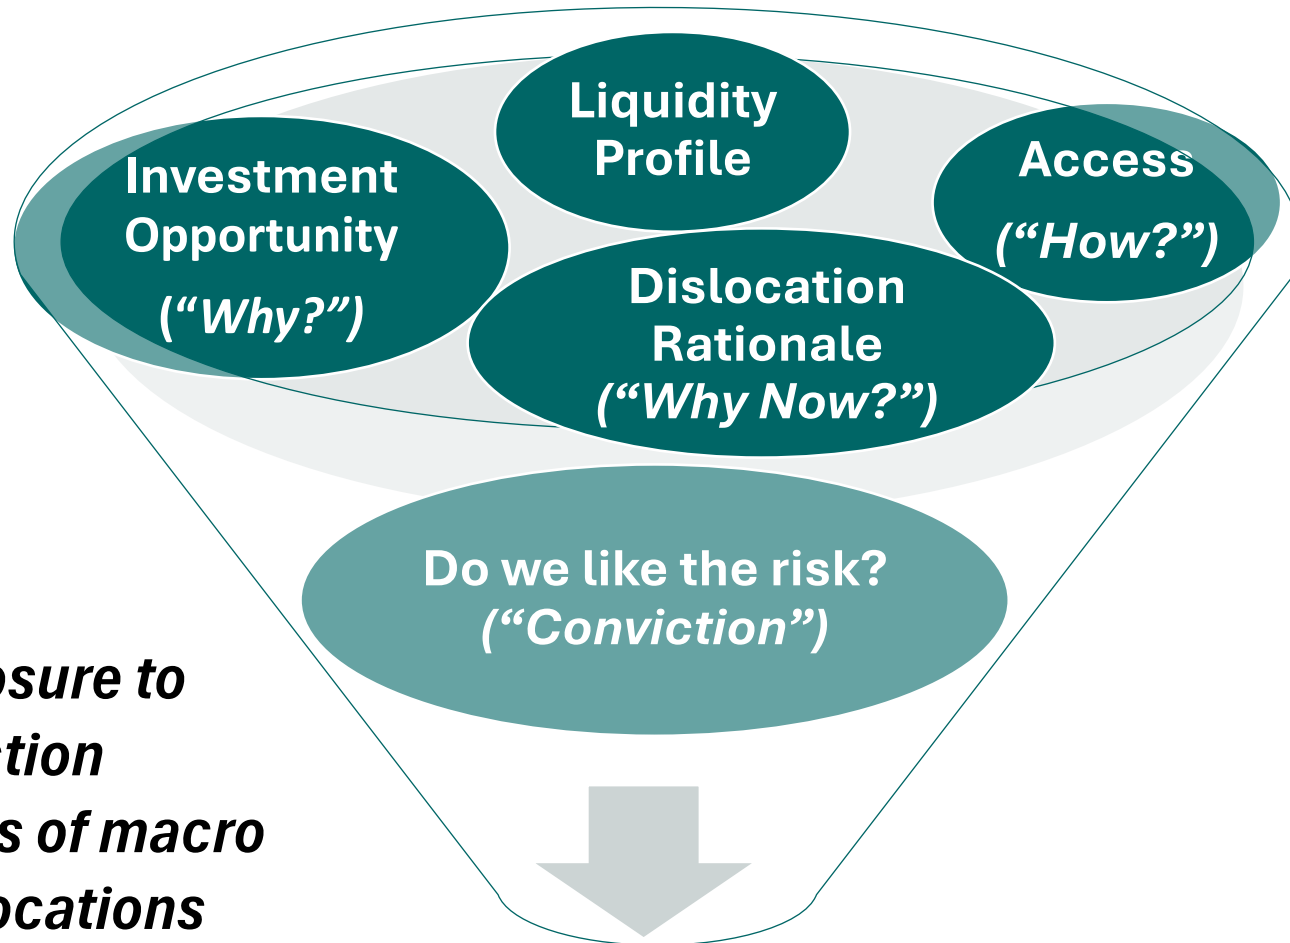 Liquidity
Profile
Investment
Opportunity
(“Why?”)
Access
(“How?”)
Dislocation
Rationale
(“Why Now?”)
Do we like the risk?
(“Conviction”)
osure to
ction
s of macro
ocations